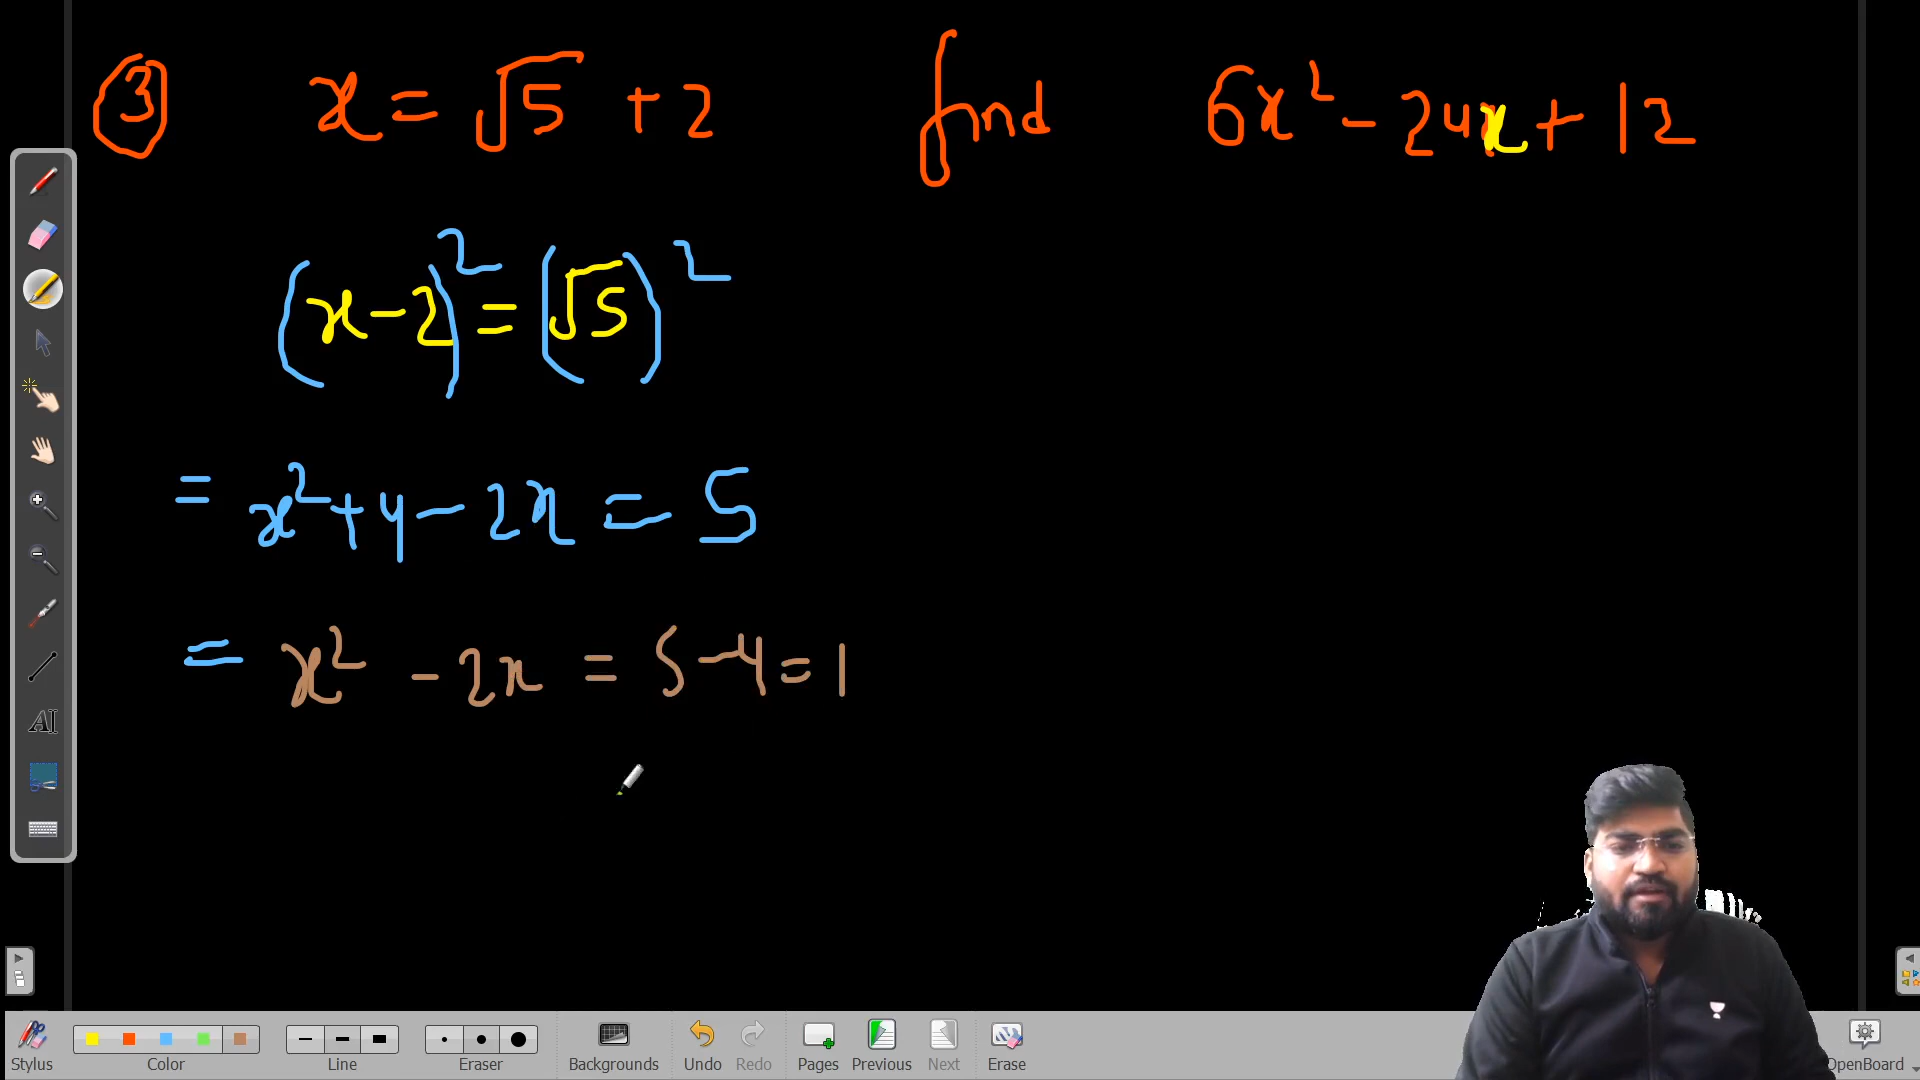 ③ x = √5 + 2 find 6x² - 24x + 12
(x - 2)² = (√5)²
= x² + 4 - 2x = 5
= x² - 2x = 5 - 4 = 1
AI
Stylus Color Line Eraser Backgrounds Undo Redo Pages Previous Next Erase OpenBoard